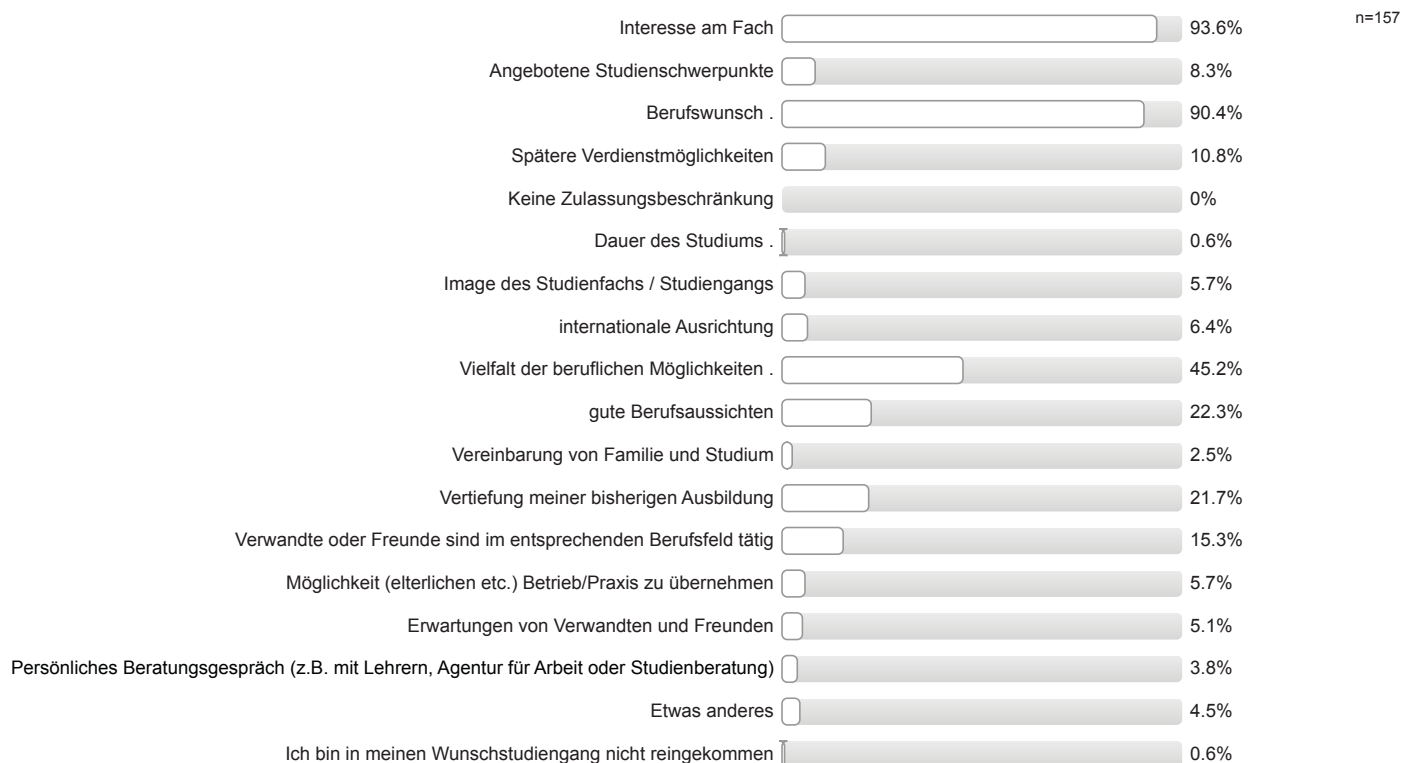 n=157
Interesse am Fach 93.6%
Angebotene Studienschwerpunkte 8.3%
Berufswunsch . 90.4%
Spätere Verdienstmöglichkeiten 10.8%
Keine Zulassungsbeschränkung 0%
Dauer des Studiums . 0.6%
Image des Studienfachs / Studiengangs 5.7%
internationale Ausrichtung 6.4%
Vielfalt der beruflichen Möglichkeiten . 45.2%
gute Berufsaussichten 22.3%
Vereinbarung von Familie und Studium 2.5%
Vertiefung meiner bisherigen Ausbildung 21.7%
Verwandte oder Freunde sind im entsprechenden Berufsfeld tätig 15.3%
Möglichkeit (elterlichen etc.) Betrieb/Praxis zu übernehmen 5.7%
Erwartungen von Verwandten und Freunden 5.1%
Persönliches Beratungsgespräch (z.B. mit Lehrern, Agentur für Arbeit oder Studienberatung) 3.8%
Etwas anderes 4.5%
Ich bin in meinen Wunschstudiengang nicht reingekommen 0.6%